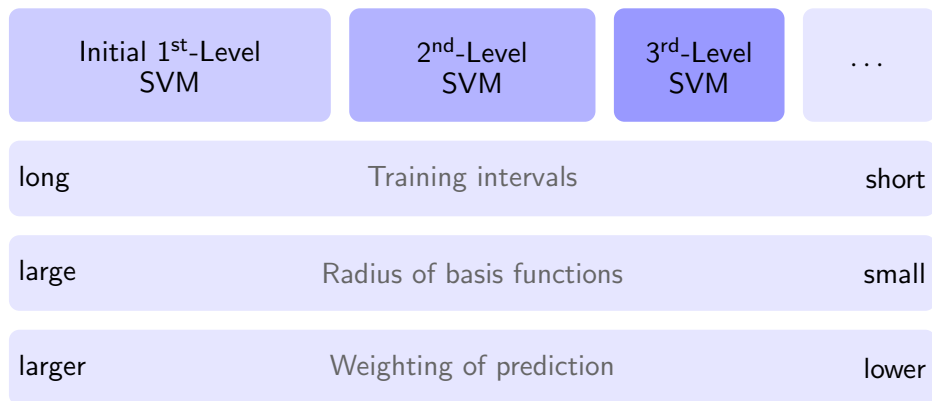 Initial 1st-Level
SVM
2nd-Level
SVM
3rd-Level
SVM
...
long Training intervals short
large Radius of basis functions small
larger Weighting of prediction lower